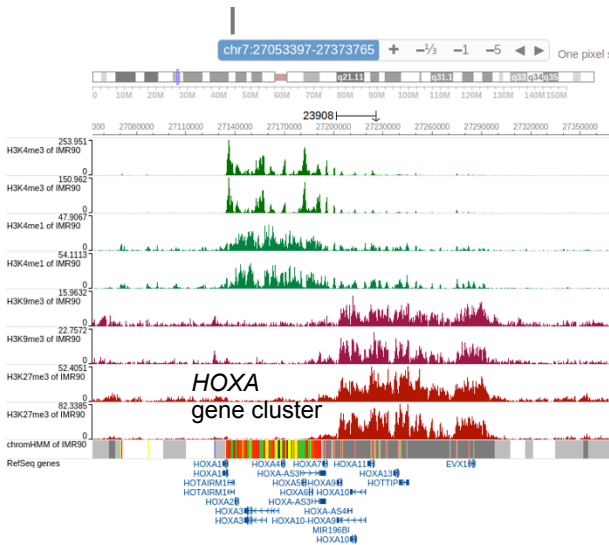 chr7:27053397-27373765 + −⅓ −1 −5 ◀ ▶ One pixel s
q21.11 q31.1 q33 q34 q35
0 10M 20M 30M 40M 50M 60M 70M 80M 90M 100M 110M 120M 130M 140M 150M
23908
000 27080000 27110000 27140000 27170000 27200000 27230000 27260000 27290000 27320000 27350000
253.951
H3K4me3 of IMR90
0
150.962
H3K4me3 of IMR90
0
47.9067
H3K4me1 of IMR90
0
54.1113
H3K4me1 of IMR90
0
15.9632
H3K9me3 of IMR90
0
22.7572
H3K9me3 of IMR90
0
52.4051
H3K27me3 of IMR90
0
82.3385
H3K27me3 of IMR90
0
HOXA
gene cluster
chromHMM of IMR90
RefSeq genes
HOXA1 HOXA4 HOXA7 HOXA11 EVX1
HOXA1 HOXA-AS3 HOXA13
HOTAIRM1 HOXA5 HOXA9 HOTTIP
HOTAIRM1 HOXA6 HOXA10
HOXA2 HOXA-AS3
HOXA3 HOXA-AS4
HOXA3 HOXA10-HOXA9
MIR196B
HOXA10